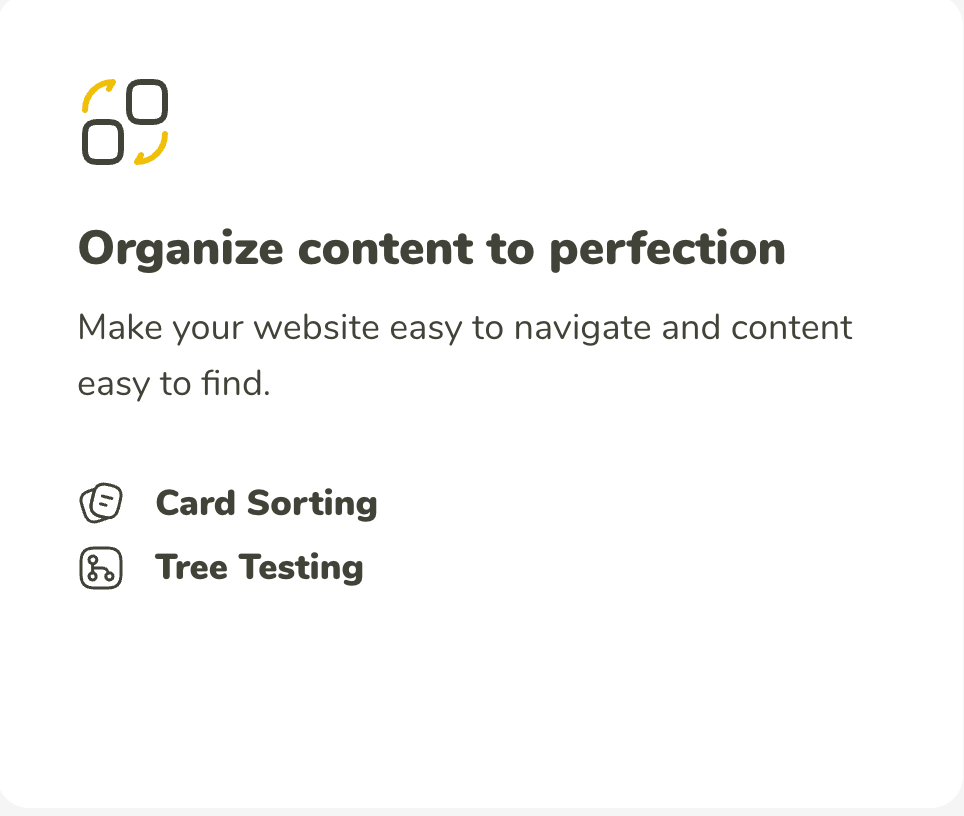 Organize content to perfection
Make your website easy to navigate and content
easy to find.
Card Sorting
Tree Testing